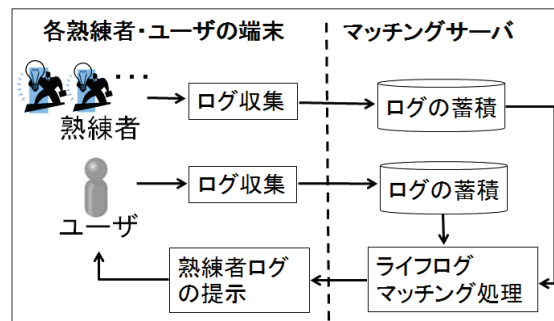 各熟練者・ユーザの端末
マッチングサーバ
・・・
熟練者
ログ収集
ログの蓄積
ユーザ
ログ収集
ログの蓄積
熟練者ログ
の提示
ライフログ
マッチング処理